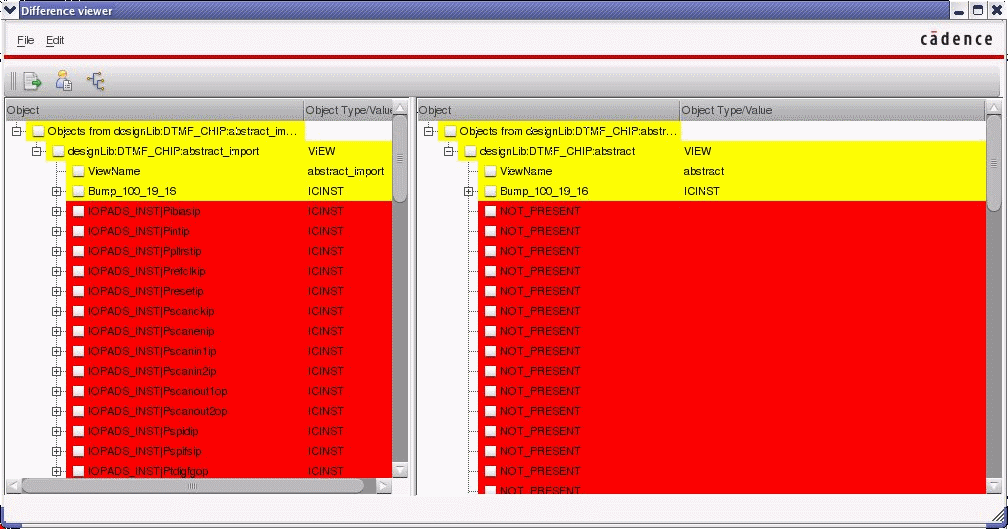 Difference viewer
File Edit
cādence
Object Object Type/Value Object Object Type/Value
Objects from designLib:DTMF_CHIP:abstract_im... Objects from designLib:DTMF_CHIP:abstr...
designLib:DTMF_CHIP:abstract_import VIEW designLib:DTMF_CHIP:abstract VIEW
ViewName abstract_import ViewName abstract
Bump_100_19_16 ICINST Bump_100_19_16 ICINST
IOPADS_INST|Pibiasip ICINST NOT_PRESENT
IOPADS_INST|Pintip ICINST NOT_PRESENT
IOPADS_INST|Ppllrstip ICINST NOT_PRESENT
IOPADS_INST|Prefclkip ICINST NOT_PRESENT
IOPADS_INST|Presetip ICINST NOT_PRESENT
IOPADS_INST|Pscanckip ICINST NOT_PRESENT
IOPADS_INST|Pscanenip ICINST NOT_PRESENT
IOPADS_INST|Pscanin1ip ICINST NOT_PRESENT
IOPADS_INST|Pscanin2ip ICINST NOT_PRESENT
IOPADS_INST|Pscanout1op ICINST NOT_PRESENT
IOPADS_INST|Pscanout2op ICINST NOT_PRESENT
IOPADS_INST|Pspidip ICINST NOT_PRESENT
IOPADS_INST|Pspifsip ICINST NOT_PRESENT
IOPADS_INST|Ptdigfgop ICINST NOT_PRESENT
NOT_PRESENT